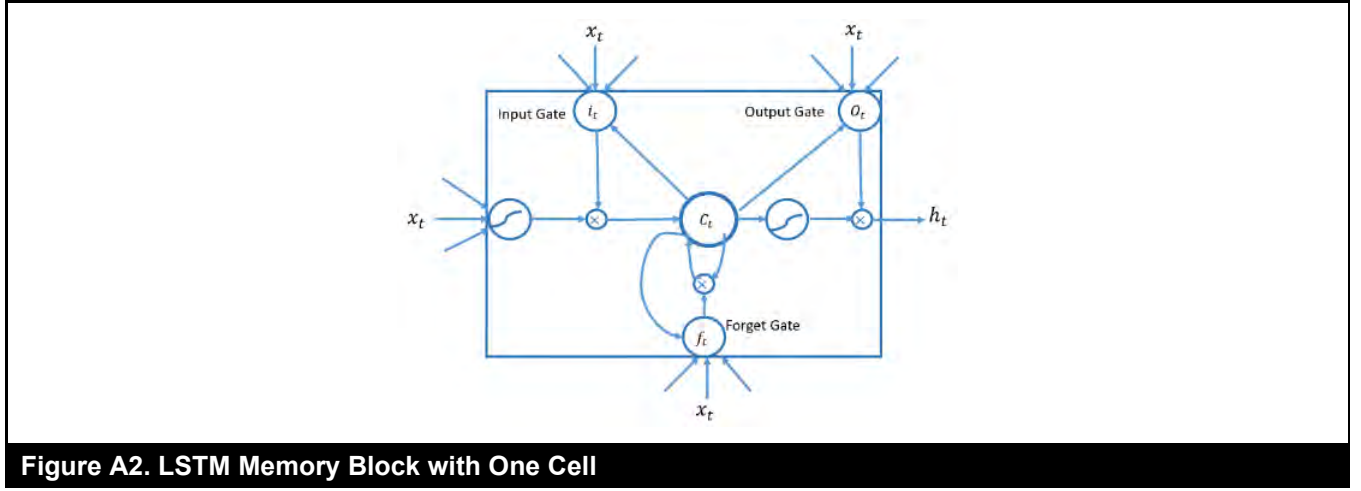 x_t x_t
Input Gate i_t Output Gate O_t
x_t × C_t × h_t
×
f_t Forget Gate
x_t
Figure A2. LSTM Memory Block with One Cell